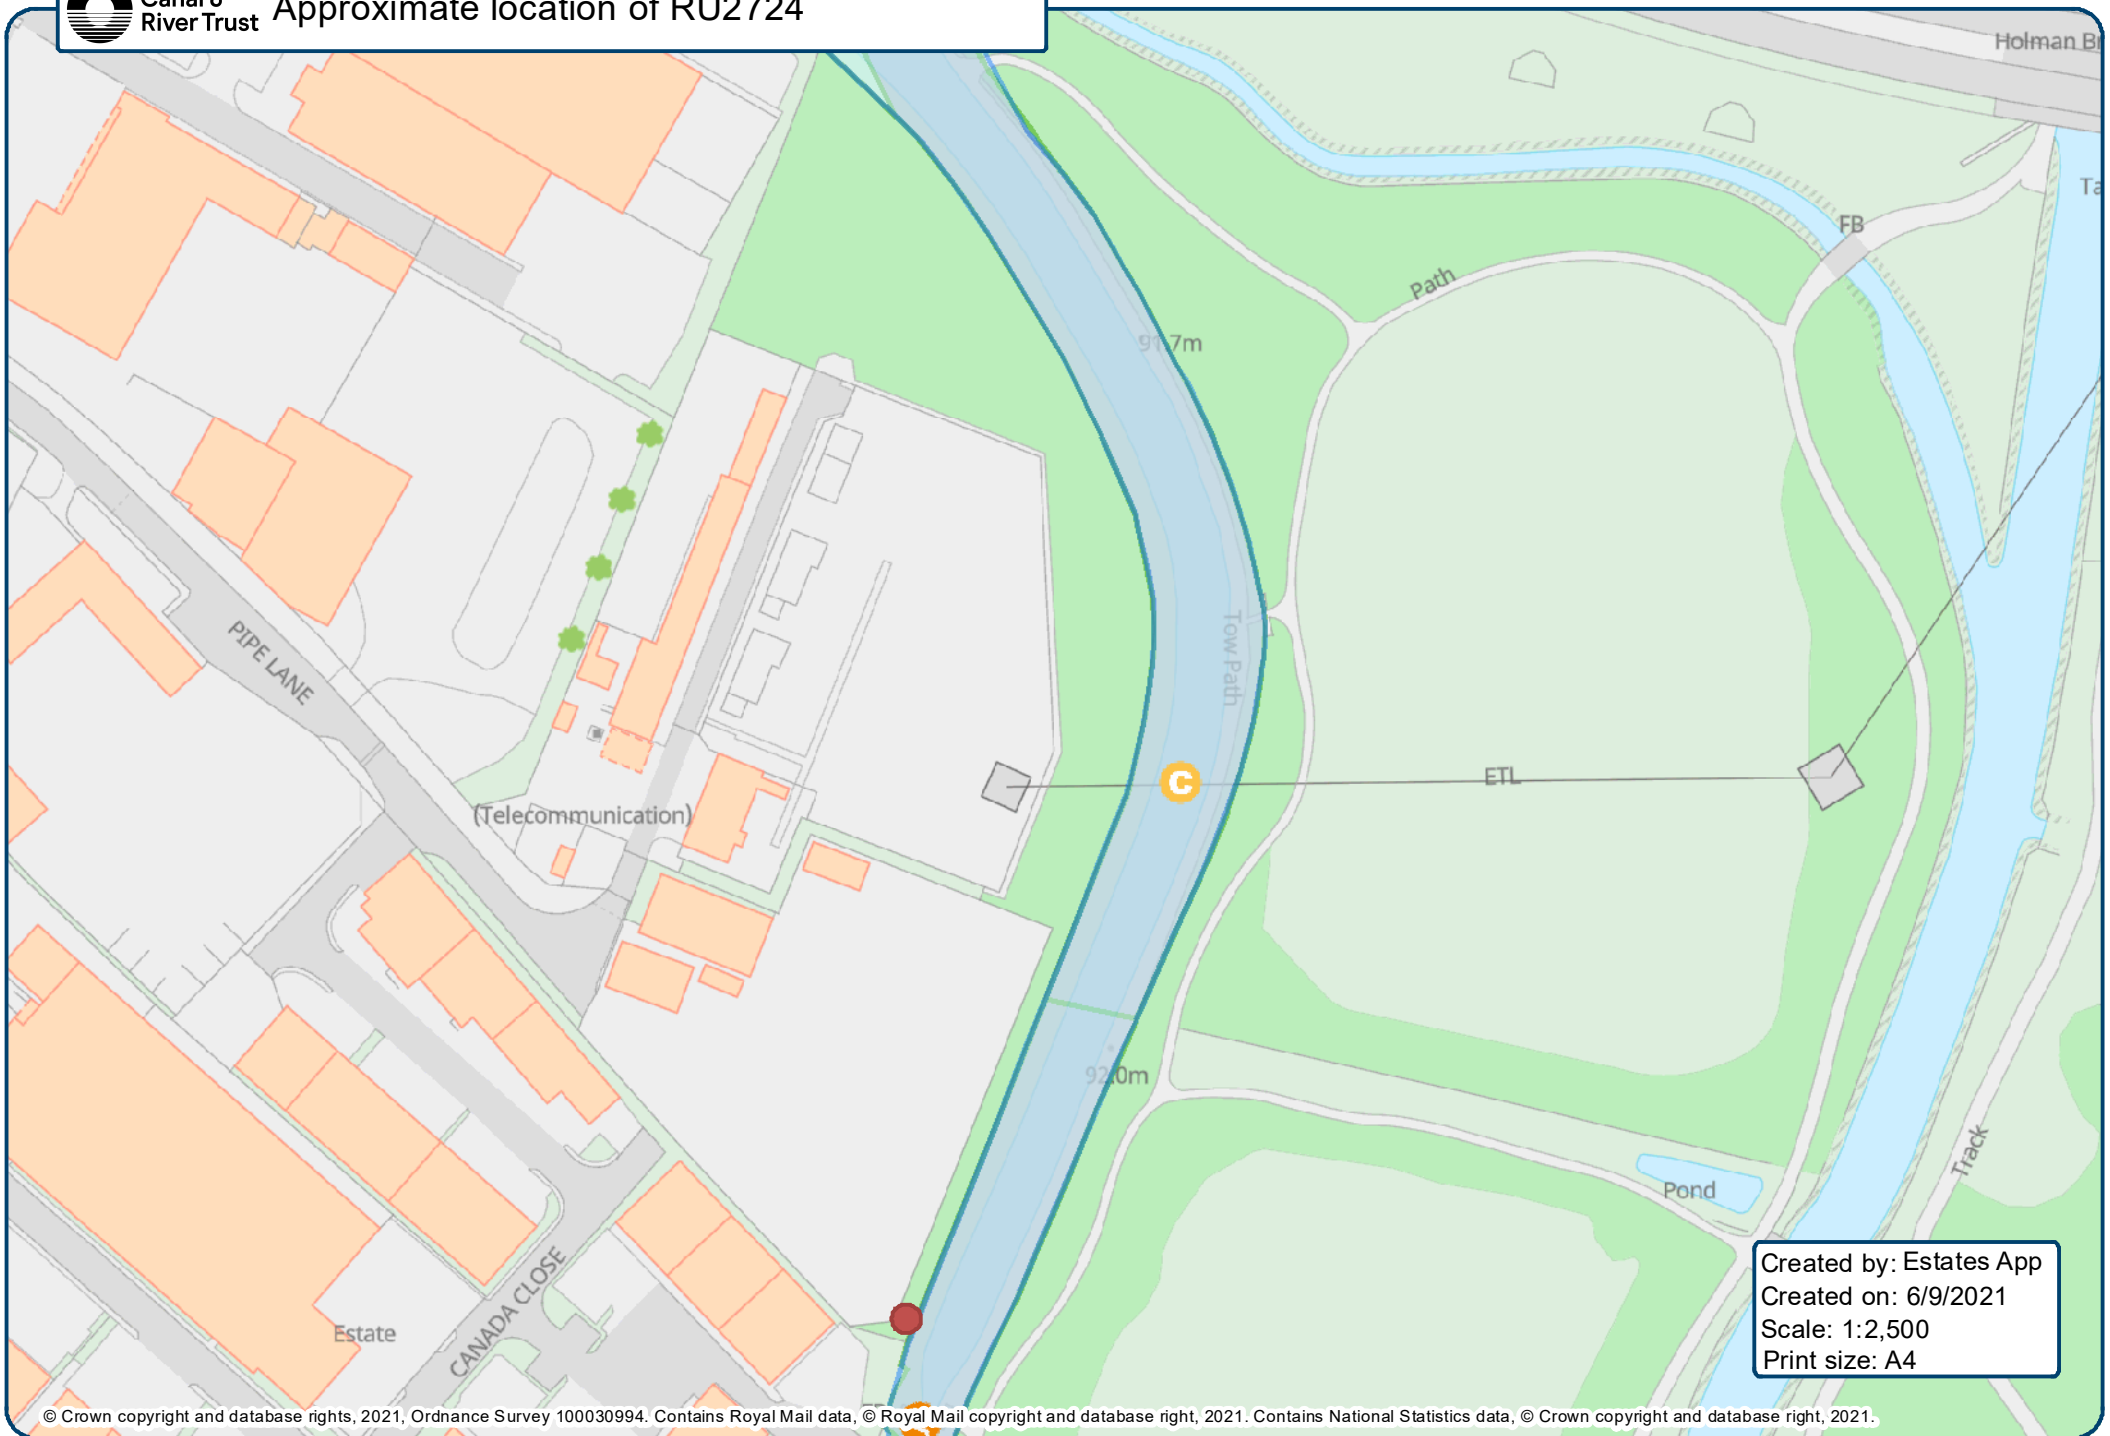 Canal &
River Trust
Approximate location of RU2724
Holman Br
FB
Path
91.7m
Tow Path
C
ETL
PIPE LANE
(Telecommunication)
92.0m
Track
Pond
CANADA CLOSE
Estate
Created by: Estates App
Created on: 6/9/2021
Scale: 1:2,500
Print size: A4
© Crown copyright and database rights, 2021, Ordnance Survey 100030994. Contains Royal Mail data, © Royal Mail copyright and database right, 2021. Contains National Statistics data, © Crown copyright and database right, 2021.